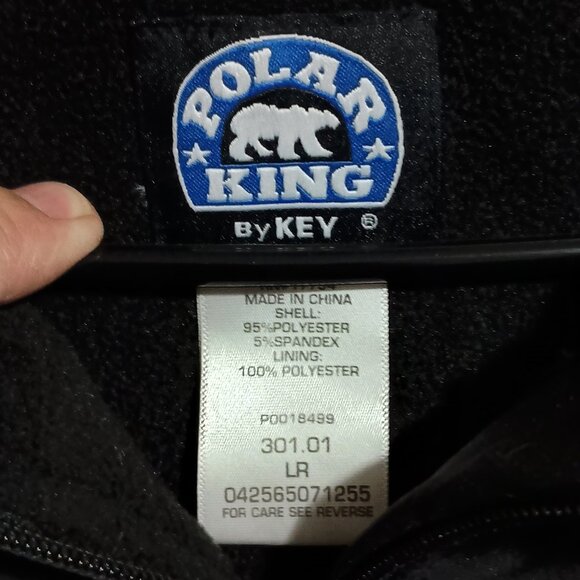 POLAR
KING
By KEY ®
MADE IN CHINA
SHELL:
95%POLYESTER
5%SPANDEX
LINING:
100% POLYESTER
P0018499
301.01
LR
042565071255
FOR CARE SEE REVERSE